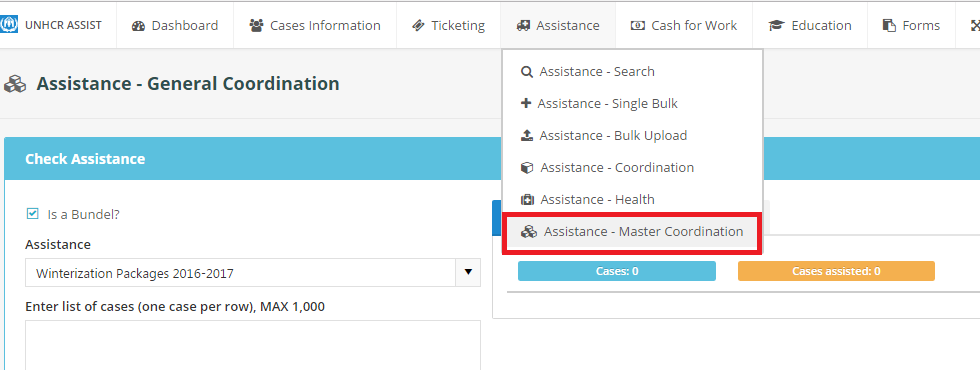 UNHCR ASSIST Dashboard Cases Information Ticketing Assistance Cash for Work Education Forms
Assistance - General Coordination
Assistance - Search
Assistance - Single Bulk
Assistance - Bulk Upload
Assistance - Coordination
Assistance - Health
Assistance - Master Coordination
Check Assistance
Is a Bundel?
Assistance
Winterization Packages 2016-2017
Enter list of cases (one case per row), MAX 1,000
Cases: 0
Cases assisted: 0